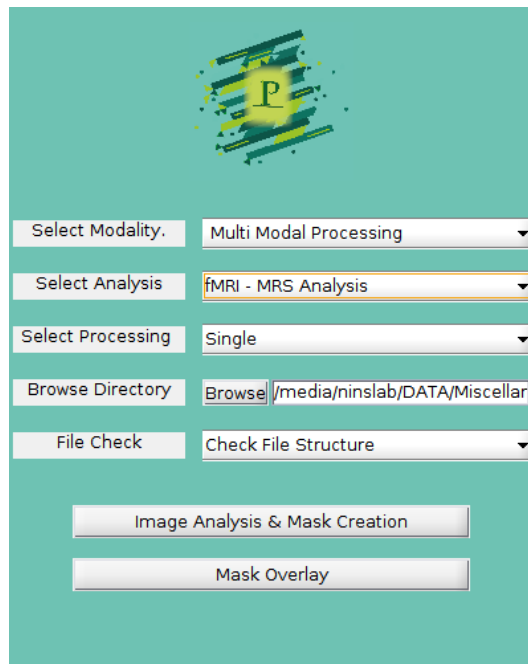 P
Select Modality. Multi Modal Processing
Select Analysis fMRI - MRS Analysis
Select Processing Single
Browse Directory Browse /media/ninslab/DATA/Miscellar
File Check Check File Structure
Image Analysis & Mask Creation
Mask Overlay